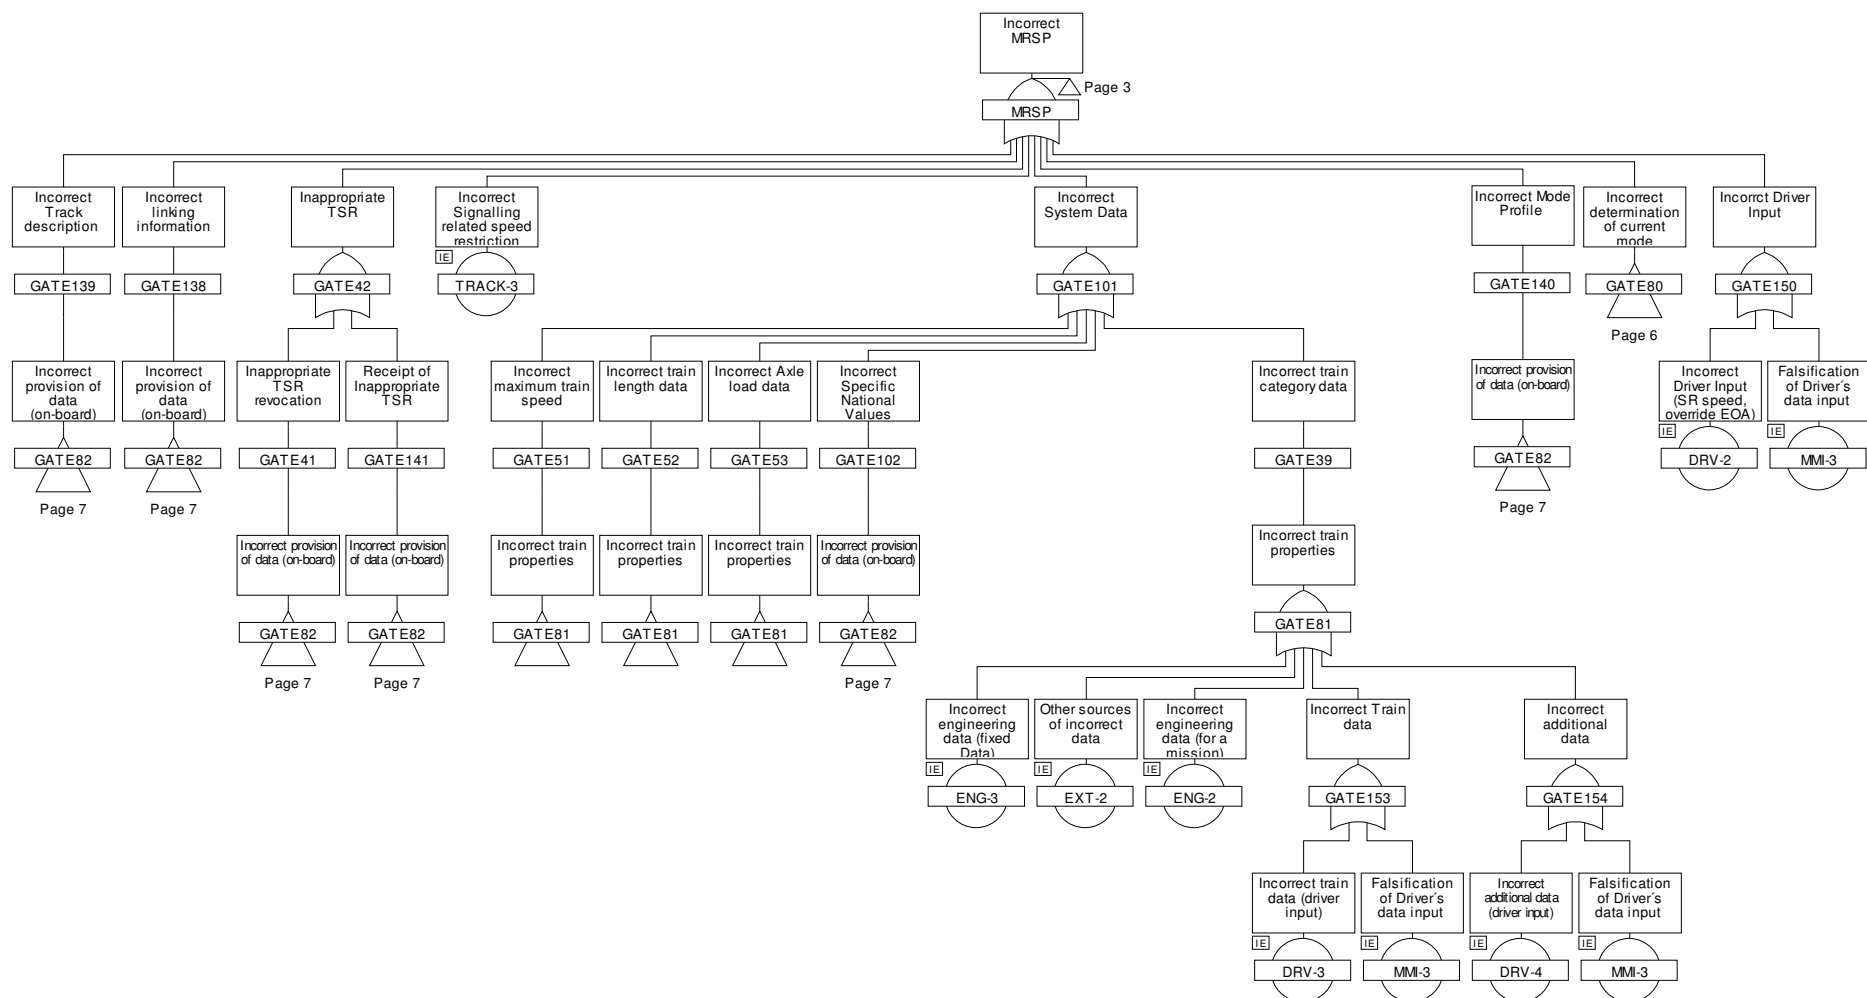 Incorrect
MRSP
Page 3
MRSP
Incorrect
Track
description
Incorrect
linking
information
Inappropriate
TSR
Incorrect
Signalling
related speed
restriction
Incorrect
System Data
Incorrect Mode
Profile
Incorrect
determination
of current
mode
Incorrct Driver
Input
IE
GATE139
GATE138
GATE42
TRACK-3
GATE101
GATE140
GATE80
GATE150
Page 6
Incorrect
provision of
data
(on-board)
Incorrect
provision of
data
(on-board)
Inappropriate
TSR
revocation
Receipt of
Inappropriate
TSR
Incorrect
maximum train
speed
Incorrect train
length data
Incorrect Axle
load data
Incorrect
Specific
National
Values
Incorrect train
category data
Incorrect provision
of data (on-board)
Incorrect
Driver Input
(SR speed,
override EOA)
Falsification
of Driver´s
data input
IE
IE
GATE82
GATE82
GATE41
GATE141
GATE51
GATE52
GATE53
GATE102
GATE39
GATE82
DRV-2
MMI-3
Page 7
Page 7
Page 7
Incorrect provision
of data (on-board)
Incorrect provision
of data (on-board)
Incorrect train
properties
Incorrect train
properties
Incorrect train
properties
Incorrect provision
of data (on-board)
Incorrect train
properties
GATE82
GATE82
GATE81
GATE81
GATE81
GATE82
GATE81
Page 7
Page 7
Page 7
Incorrect
engineering
data (fixed
Data)
Other sources
of incorrect
data
Incorrect
engineering
data (for a
mission)
Incorrect Train
data
Incorrect
additional
data
IE
IE
IE
ENG-3
EXT-2
ENG-2
GATE153
GATE154
Incorrect train
data (driver
input)
Falsification
of Driver´s
data input
Incorrect
additional data
(driver input)
Falsification
of Driver´s
data input
IE
IE
IE
IE
DRV-3
MMI-3
DRV-4
MMI-3